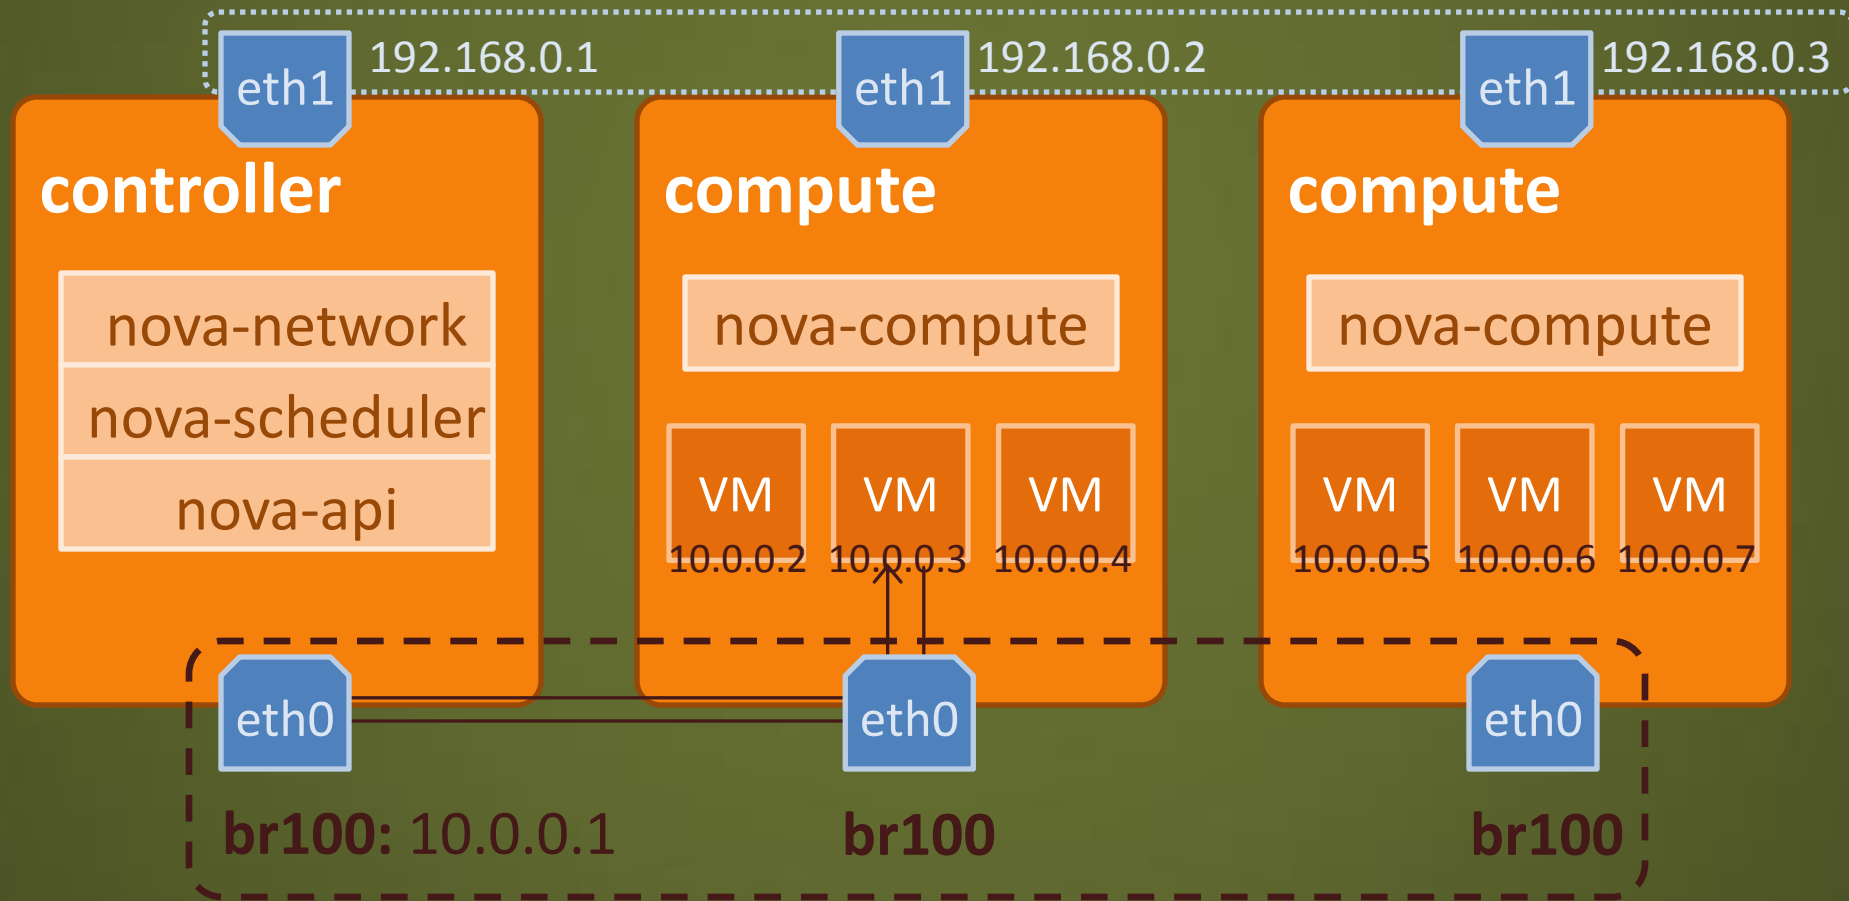 eth1 192.168.0.1
eth1 192.168.0.2
eth1 192.168.0.3
controller
nova-network
nova-scheduler
nova-api
compute
nova-compute
VM VM VM
10.0.0.2 10.0.0.3 10.0.0.4
compute
nova-compute
VM VM VM
10.0.0.5 10.0.0.6 10.0.0.7
eth0 eth0 eth0
br100: 10.0.0.1 br100 br100